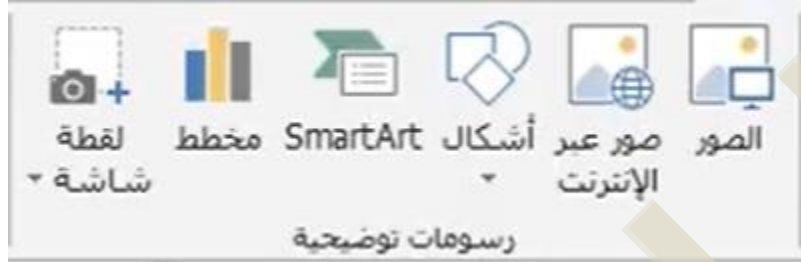 الصور
صور عبر
الإنترنت
أشكال
SmartArt
مخطط
لقطة
شاشة
رسومات توضيحية